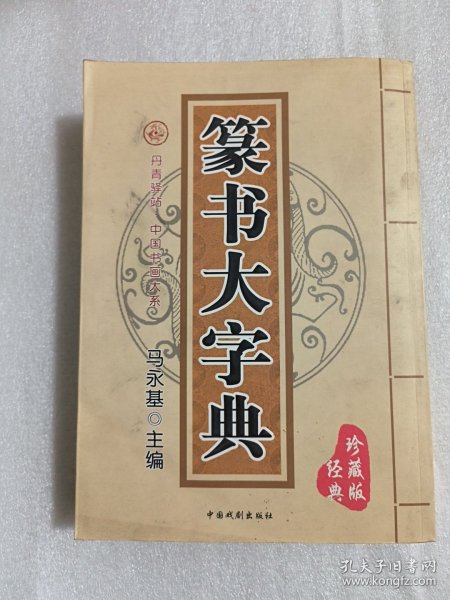 篆书大字典
丹青驿站 中国书画大系
马永基◎主编
珍藏版
经典
中国戏剧出版社
孔夫子旧书网
www.kongfz.com